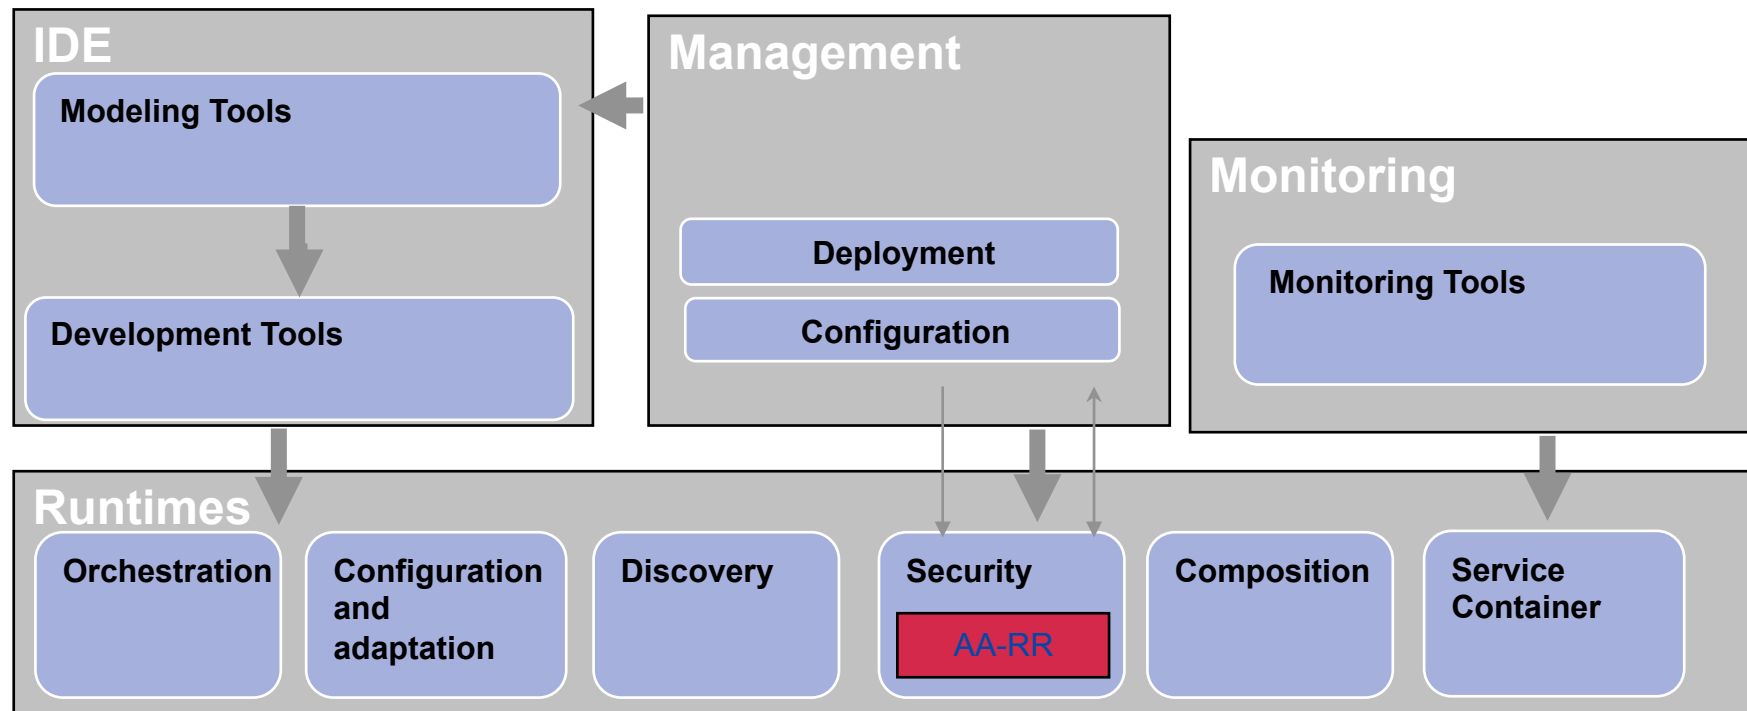 IDE
Modeling Tools
Development Tools
Management
Deployment
Configuration
Monitoring
Monitoring Tools
Runtimes
Orchestration
Configuration
and
adaptation
Discovery
Security
AA-RR
Composition
Service
Container